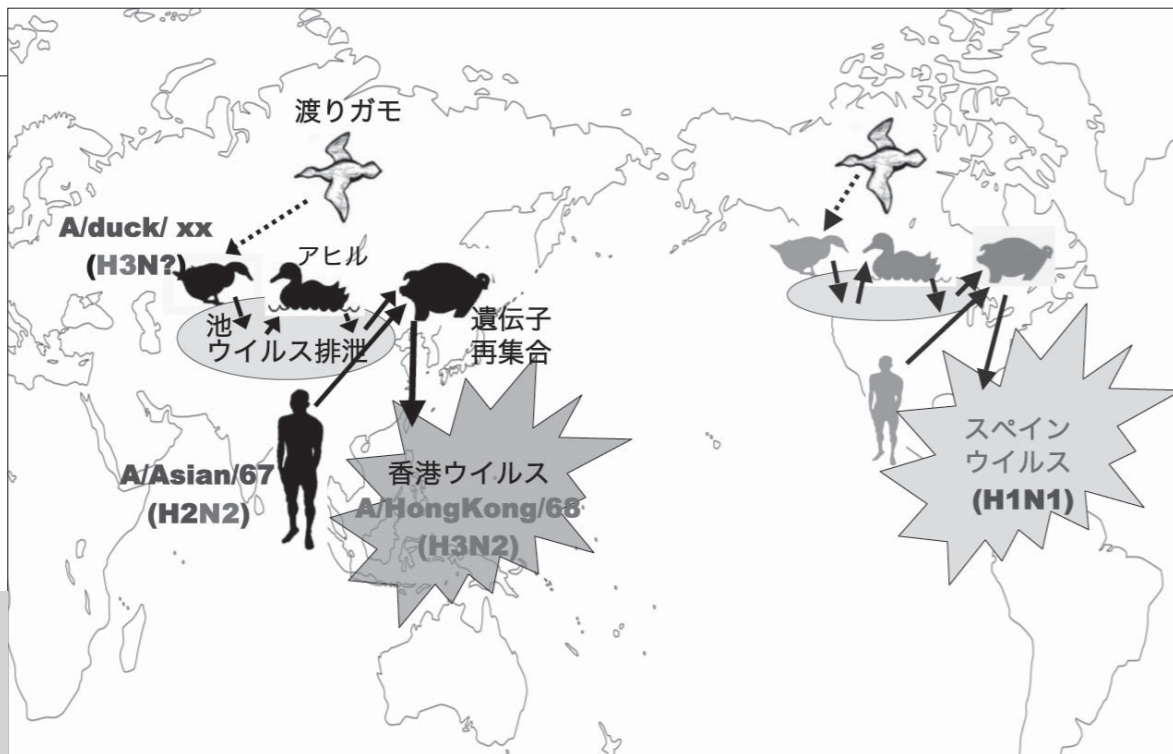 渡りガモ
A/duck/ xx
(H3N?)
アヒル
池
ウイルス排泄
遺伝子
再集合
A/Asian/67
(H2N2)
香港ウイルス
A/HongKong/68
(H3N2)
スペイン
ウイルス
(H1N1)